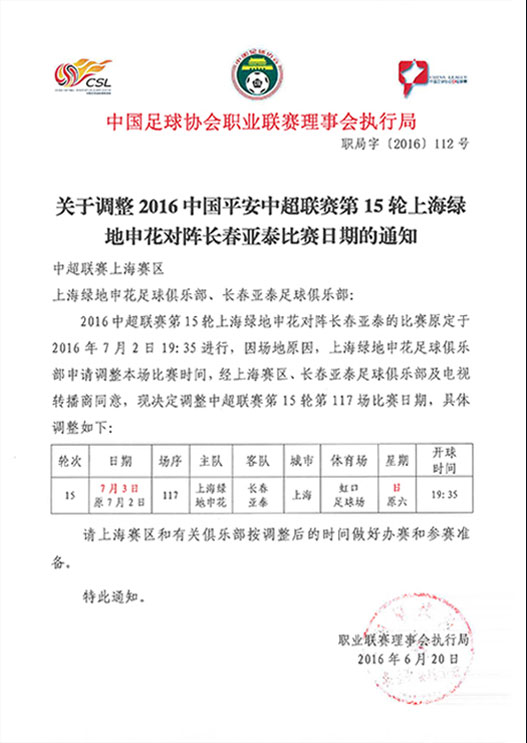 CSL
中国足球协会职业联赛理事会执行局
职局字〔2016〕112 号
关于调整 2016 中国平安中超联赛第 15 轮上海绿
地申花对阵长春亚泰比赛日期的通知
中超联赛上海赛区
上海绿地申花足球俱乐部、长春亚泰足球俱乐部：
2016 中超联赛第 15 轮上海绿地申花对阵长春亚泰的比赛原定于
2016 年 7 月 2 日 19:35 进行，因场地原因，上海绿地申花足球俱乐
部申请调整本场比赛时间，经上海赛区、长春亚泰足球俱乐部及电视
转播商同意，现决定调整中超联赛第 15 轮第 117 场比赛日期，具体
调整如下：
轮次 日期 场序 主队 客队 城市 体育场 星期 开球时间
15 7 月 3 日 原 7 月 2 日 117 上海绿地申花 长春亚泰 上海 虹口足球场 日 原六 19:35
请上海赛区和有关俱乐部按调整后的时间做好办赛和参赛准
备。
特此通知。
职业联赛理事会执行局
2016 年 6 月 20 日